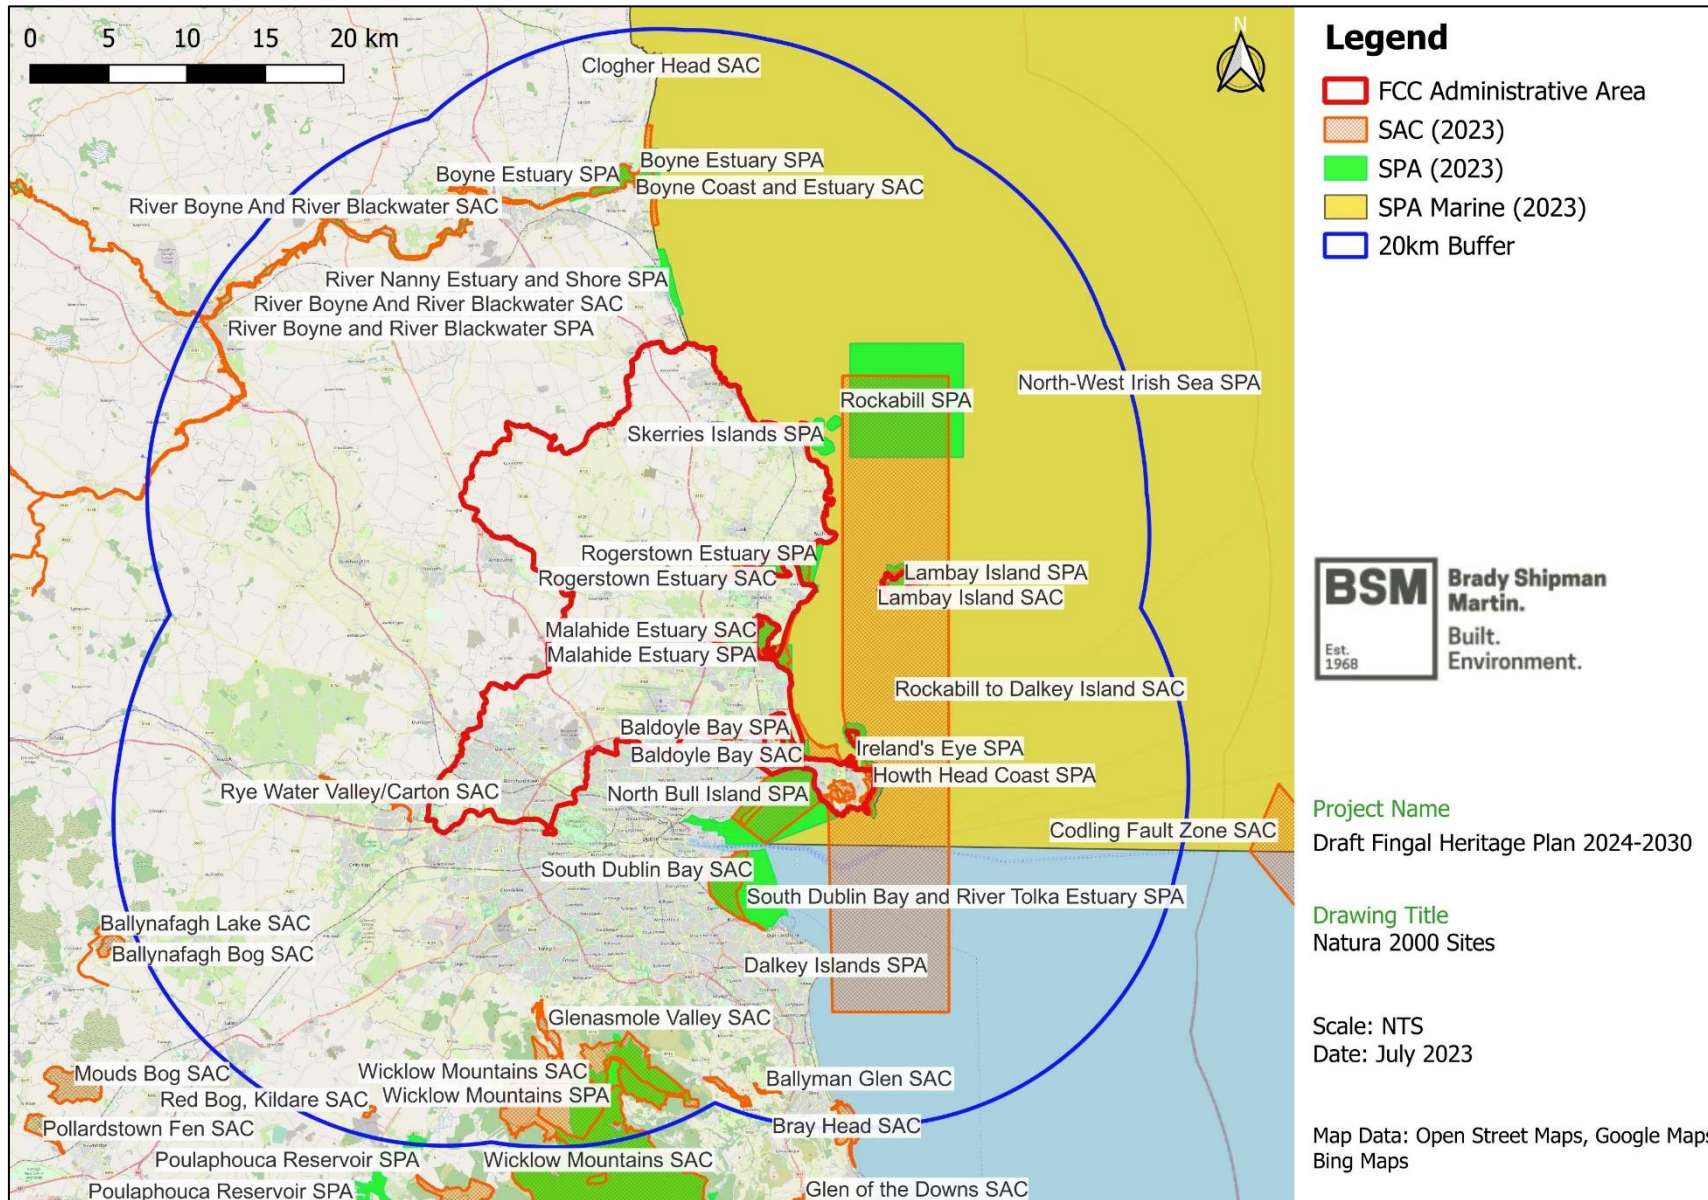 0 5 10 15 20 km
N
Clogher Head SAC
Boyne Estuary SPA
Boyne Estuary SPA
Boyne Coast and Estuary SAC
River Boyne And River Blackwater SAC
River Nanny Estuary and Shore SPA
River Boyne And River Blackwater SAC
River Boyne and River Blackwater SPA
North-West Irish Sea SPA
Rockabill SPA
Skerries Islands SPA
Rogerstown Estuary SPA
Rogerstown Estuary SAC
Lambay Island SPA
Lambay Island SAC
Malahide Estuary SAC
Malahide Estuary SPA
Rockabill to Dalkey Island SAC
Baldoyle Bay SPA
Baldoyle Bay SAC
Ireland's Eye SPA
Howth Head Coast SPA
Rye Water Valley/Carton SAC
North Bull Island SPA
Codling Fault Zone SAC
South Dublin Bay SAC
South Dublin Bay and River Tolka Estuary SPA
Ballynafagh Lake SAC
Ballynafagh Bog SAC
Dalkey Islands SPA
Glenasmole Valley SAC
Mouds Bog SAC
Wicklow Mountains SAC
Ballyman Glen SAC
Red Bog, Kildare SAC
Wicklow Mountains SPA
Pollardstown Fen SAC
Bray Head SAC
Poulaphouca Reservoir SPA
Wicklow Mountains SAC
Poulaphouca Reservoir SPA
Glen of the Downs SAC
Legend
FCC Administrative Area
SAC (2023)
SPA (2023)
SPA Marine (2023)
20km Buffer
BSM
Est.
1968
Brady Shipman
Martin.
Built.
Environment.
Project Name
Draft Fingal Heritage Plan 2024-2030
Drawing Title
Natura 2000 Sites
Scale: NTS
Date: July 2023
Map Data: Open Street Maps, Google Maps
Bing Maps